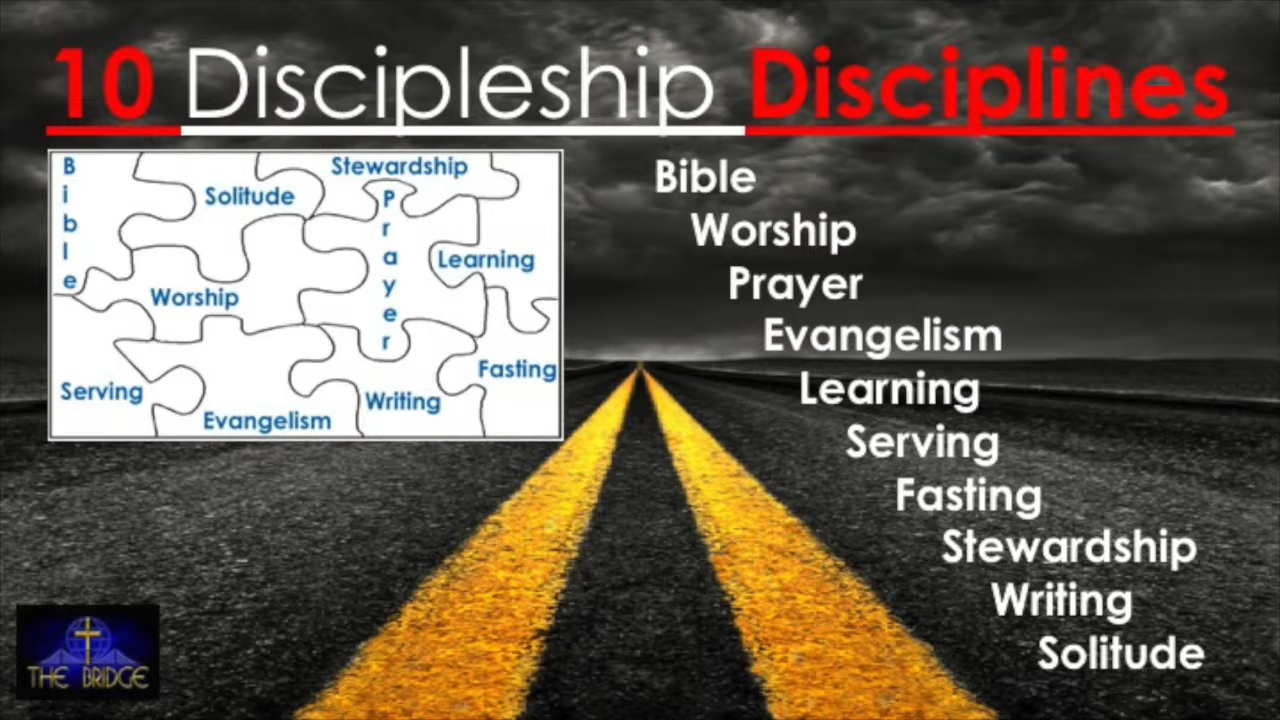 10 Discipleship Disciplines
Bible
Solitude
Stewardship
Prayer
Learning
Worship
Serving
Evangelism
Writing
Fasting
Bible
Worship
Prayer
Evangelism
Learning
Serving
Fasting
Stewardship
Writing
Solitude
THE BRIDGE